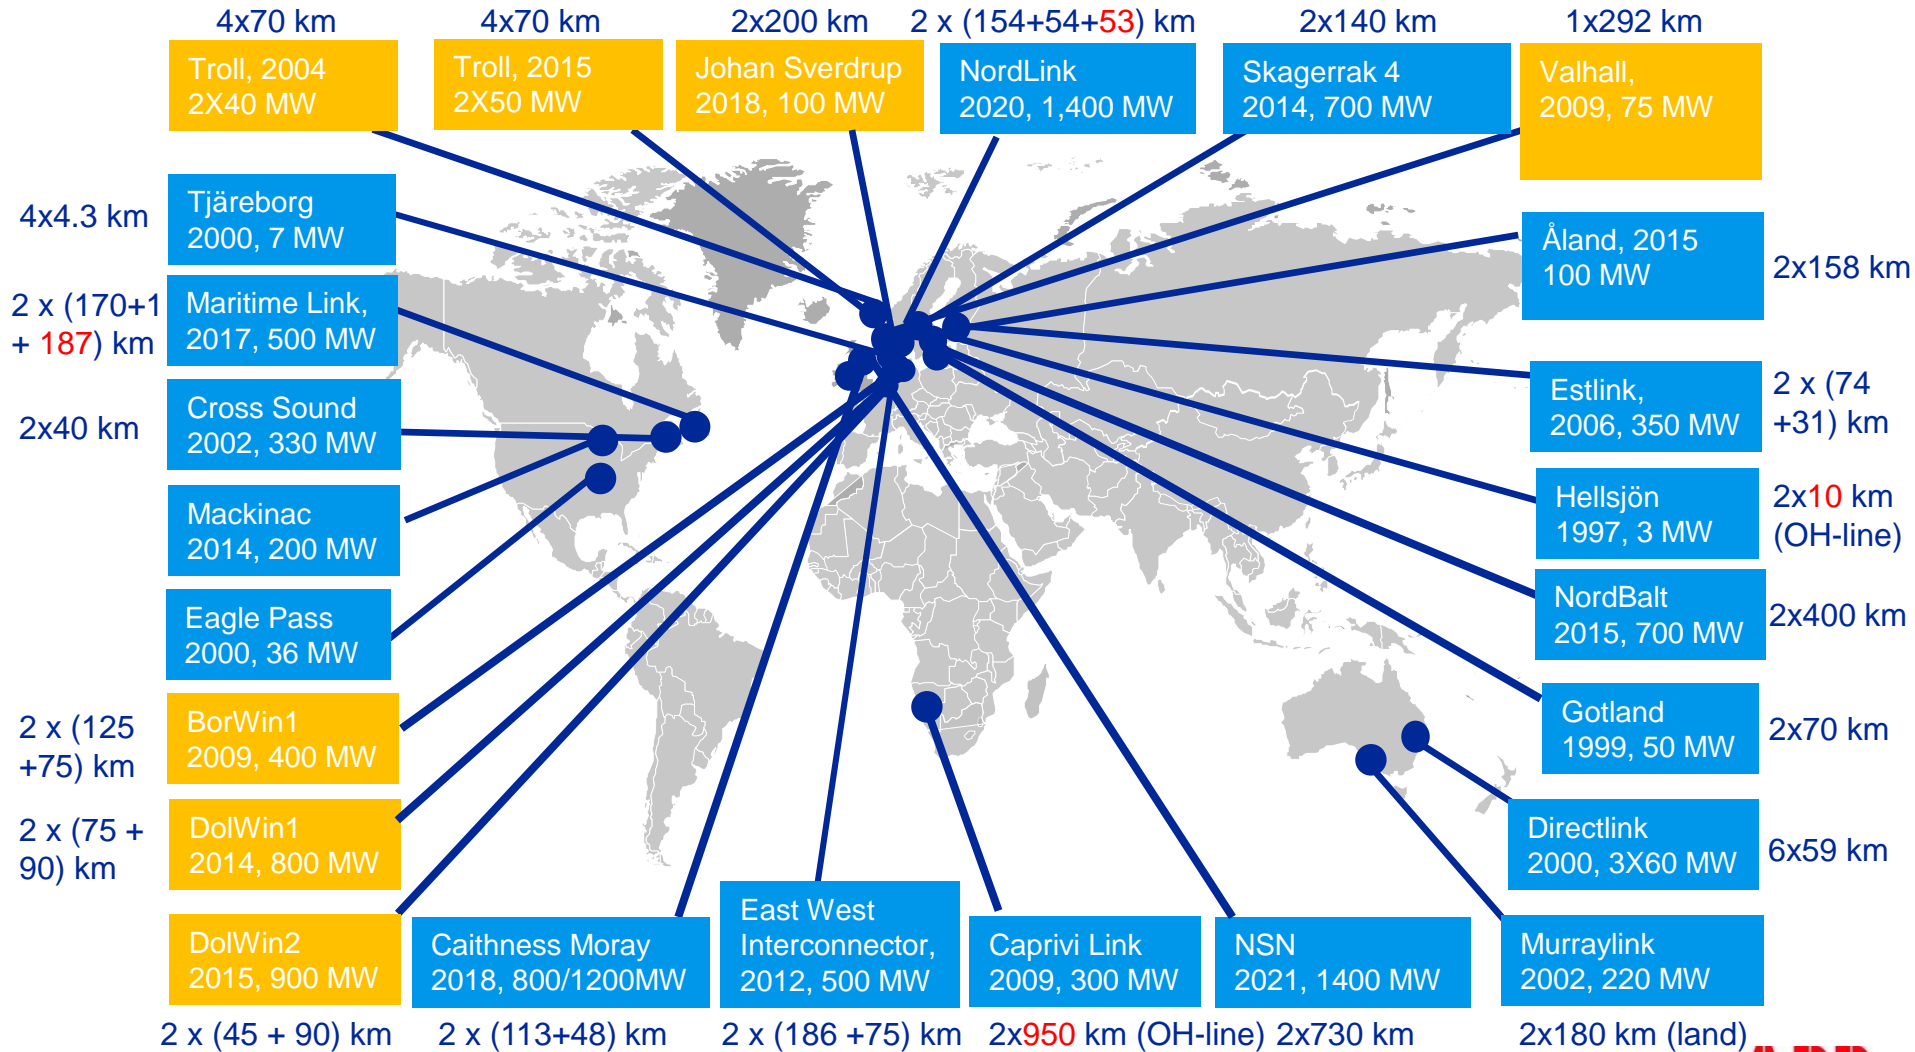 4x70 km
4x70 km
2x200 km
2 x (154+54+53) km
2x140 km
1x292 km
Troll, 2004
2X40 MW
Troll, 2015
2X50 MW
Johan Sverdrup
2018, 100 MW
NordLink
2020, 1,400 MW
Skagerrak 4
2014, 700 MW
Valhall,
2009, 75 MW
4x4.3 km
Tjäreborg
2000, 7 MW
Åland, 2015
100 MW
2x158 km
2 x (170+1
+ 187) km
Maritime Link,
2017, 500 MW
Estlink,
2006, 350 MW
2 x (74
+31) km
2x40 km
Cross Sound
2002, 330 MW
Hellsjön
1997, 3 MW
2x10 km
(OH-line)
Mackinac
2014, 200 MW
NordBalt
2015, 700 MW
2x400 km
Eagle Pass
2000, 36 MW
Gotland
1999, 50 MW
2x70 km
2 x (125
+75) km
BorWin1
2009, 400 MW
Directlink
2000, 3X60 MW
6x59 km
2 x (75 +
90) km
DolWin1
2014, 800 MW
DolWin2
2015, 900 MW
Caithness Moray
2018, 800/1200MW
East West
Interconnector,
2012, 500 MW
Caprivi Link
2009, 300 MW
NSN
2021, 1400 MW
Murraylink
2002, 220 MW
2 x (45 + 90) km
2 x (113+48) km
2 x (186 +75) km
2x950 km (OH-line)
2x730 km
2x180 km (land)